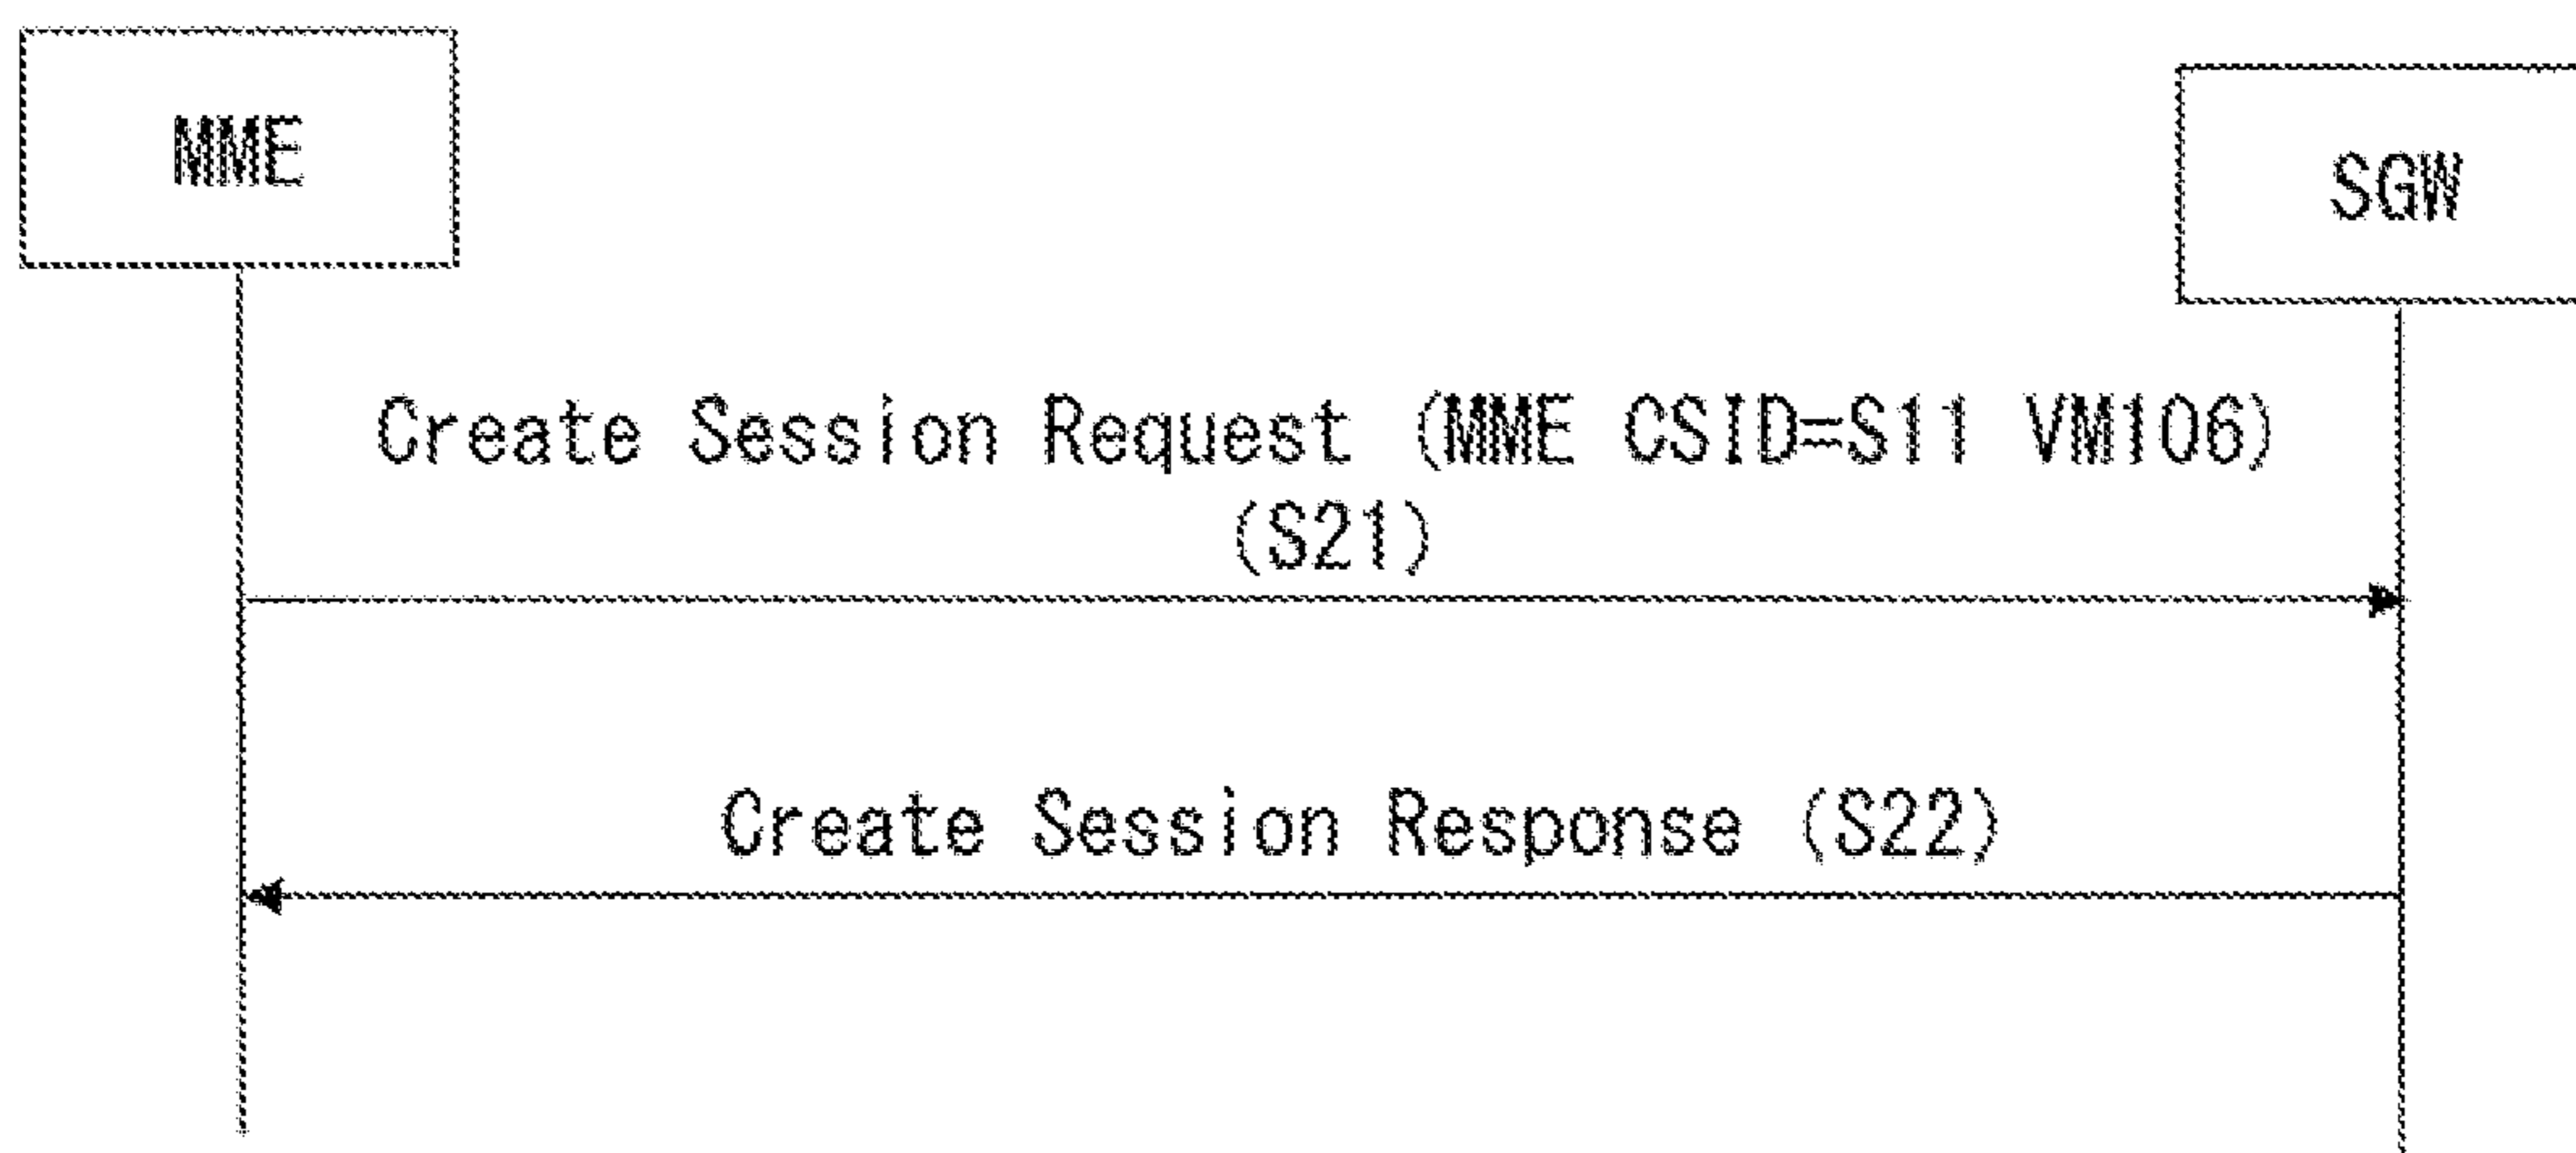 MME
SGW
Create Session Request (MME CSID=S11 VM106)
(S21)
Create Session Response (S22)